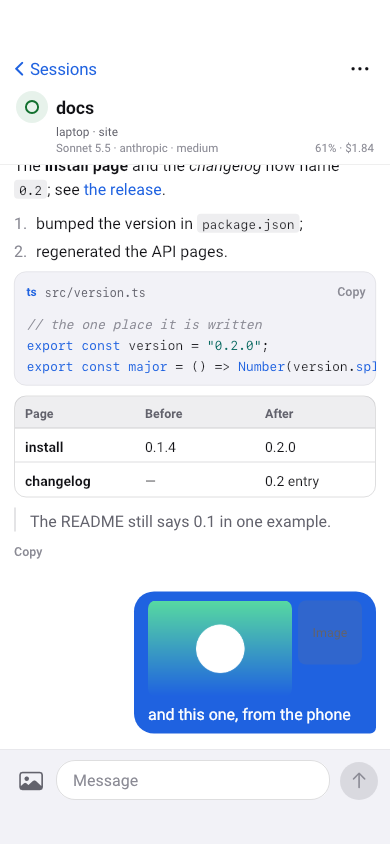 Sessions
docs
laptop · site
Sonnet 5.5 · anthropic · medium
61% · $1.84
The install page and the changelog now name
0.2; see the release.
1. bumped the version in package.json;
2. regenerated the API pages.
ts src/version.ts
Copy
// the one place it is written
export const version = "0.2.0";
export const major = () => Number(version.spl
Page Before After
install 0.1.4 0.2.0
changelog — 0.2 entry
The README still says 0.1 in one example.
Copy
image
and this one, from the phone
Message